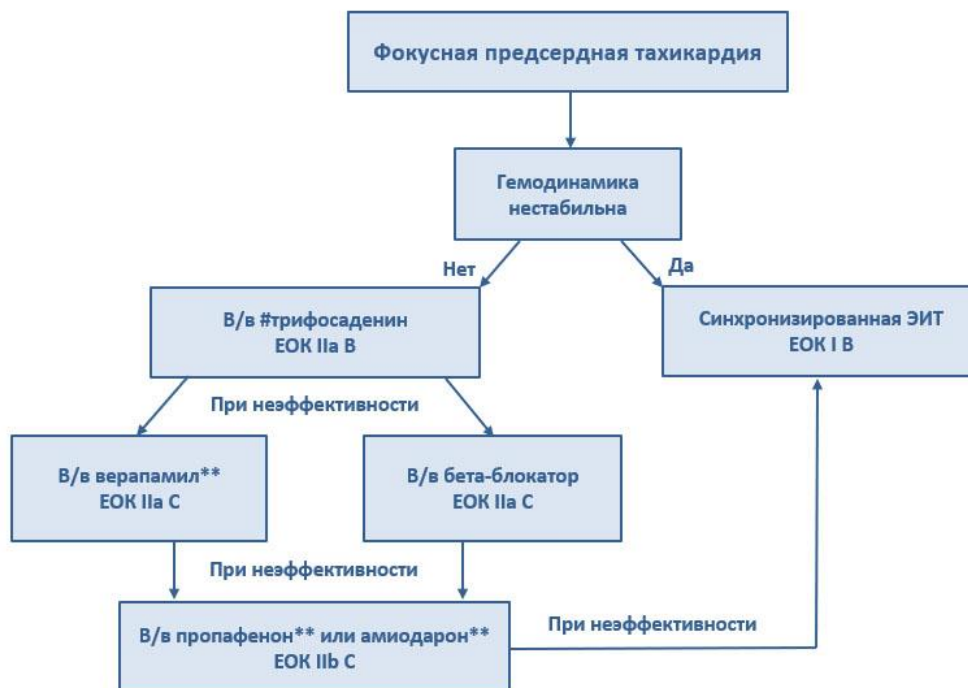 Фокусная предсердная тахикардия
Гемодинамика
нестабильна
Нет
Да
В/в #трифосаденин
ЕОК IIa B
Синхронизированная ЭИТ
ЕОК I B
При неэффективности
В/в верапамил**
ЕОК IIa C
В/в бета-блокатор
ЕОК IIa C
При неэффективности
В/в пропафенон** или амиодарон**
ЕОК IIb C
При неэффективности